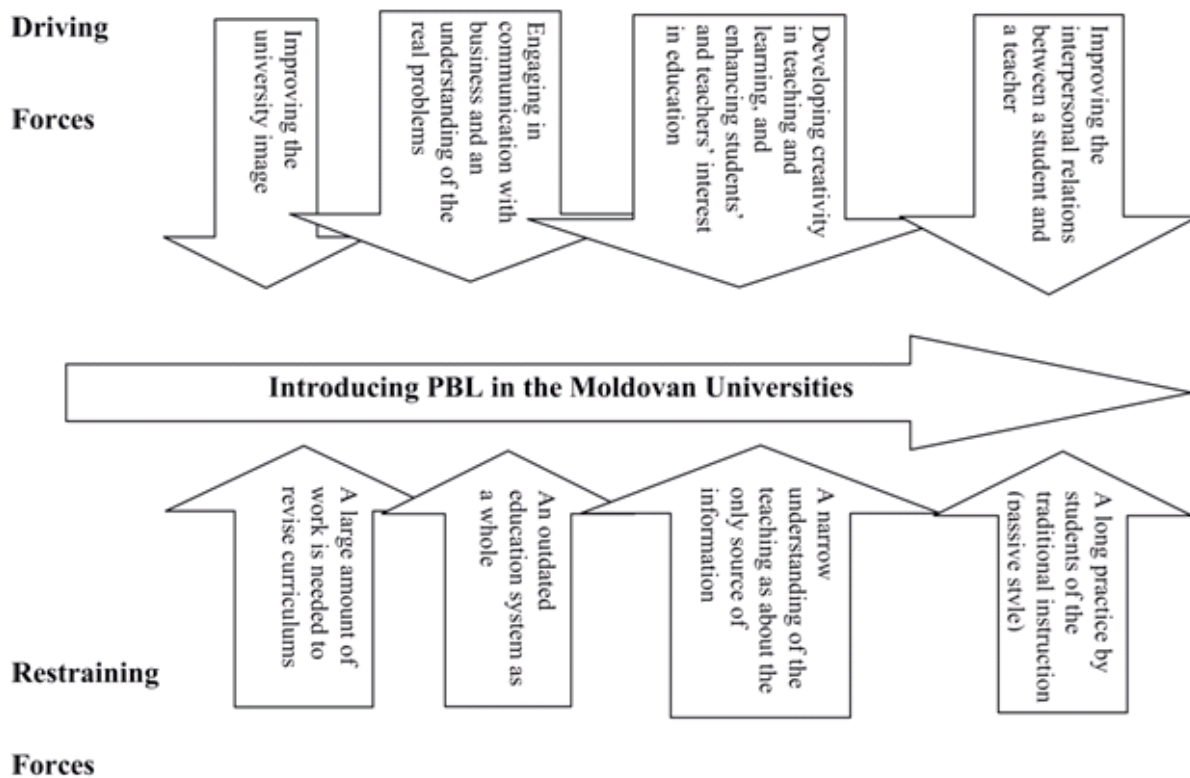 Driving
Forces
Improving the
university image
Engaging in
communication with
business and an
understanding of the
real problems
Developing creativity
in teaching and in
learning, and
enhancing students'
and teachers' interest
in education
Improving the
interpersonal relations
between a student and
a teacher
Introducing PBL in the Moldovan Universities
A large amount of
work is needed to
revise curriculums
An outdated
education system as
a whole
A narrow
understanding of the
teaching as about the
only source of
information
A long practice by
students of the
traditional instruction
(passive style)
Restraining
Forces